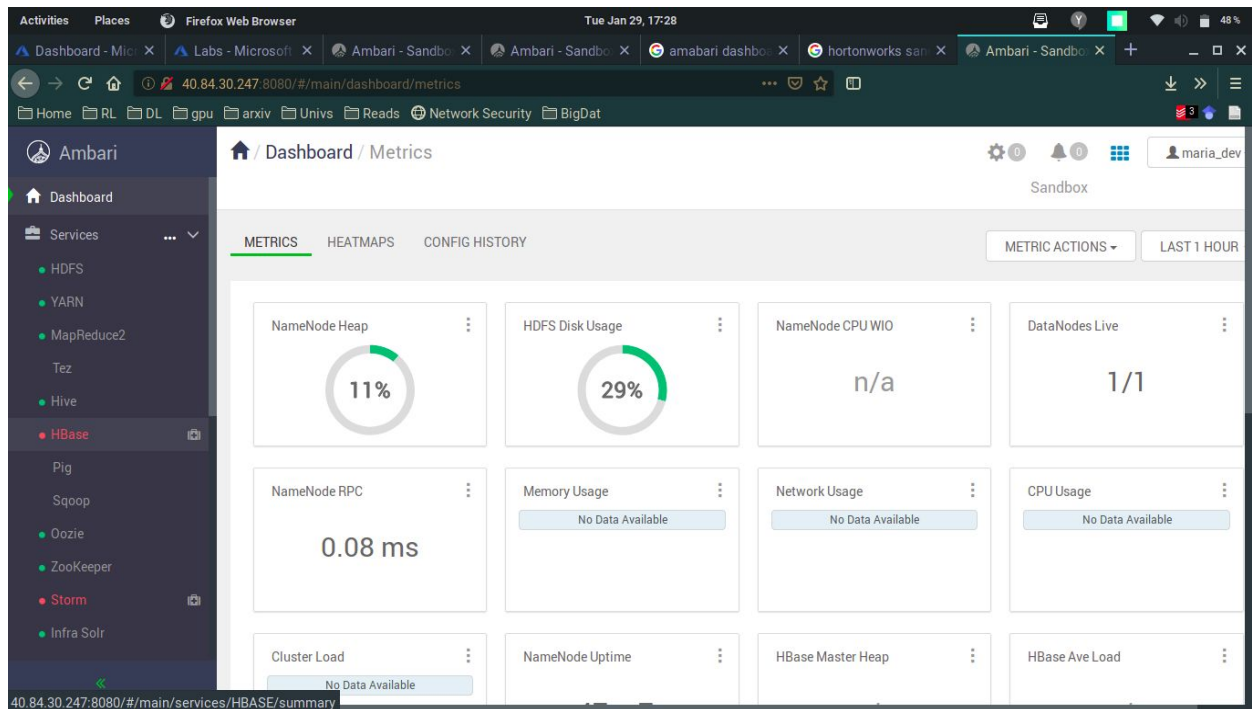 Activities Places Firefox Web Browser Tue Jan 29, 17:28 48 %
Dashboard - Micr Labs - Microsoft Ambari - Sandbo Ambari - Sandbo amabari dashbo hortonworks san Ambari - Sandbo
40.84.30.247:8080/#/main/dashboard/metrics
Home RL DL gpu arxiv Univs Reads Network Security BigDat 3
Ambari
Dashboard / Metrics
0 0 maria_dev
Sandbox
Dashboard
Services ...
HDFS
YARN
MapReduce2
Tez
Hive
HBase
Pig
Sqoop
Oozie
ZooKeeper
Storm
Infra Solr
METRICS HEATMAPS CONFIG HISTORY
METRIC ACTIONS LAST 1 HOUR
NameNode Heap
11%
HDFS Disk Usage
29%
NameNode CPU WIO
n/a
DataNodes Live
1/1
NameNode RPC
0.08 ms
Memory Usage
No Data Available
Network Usage
No Data Available
CPU Usage
No Data Available
Cluster Load
No Data Available
NameNode Uptime
HBase Master Heap
HBase Ave Load
40.84.30.247:8080/#/main/services/HBASE/summary